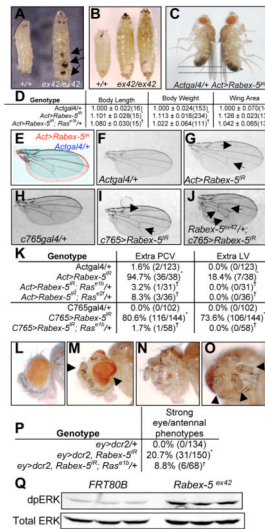 A B C
+/+ ex42/ex42 +/+ ex42/ex42 Actgal4/+ Act>Rabex-5IR
D
Genotype Body Length Body Weight Wing Area
Actgal4/+ 1.000 ± 0.022(16) 1.000 ± 0.024(153) 1.000 ± 0.070(1
Act>Rabex-5IR 1.101 ± 0.028(15) 1.113 ± 0.016(234) 1.126 ± 0.023(1
Act>Rabex-5IR; Rase1b/+ 1.080 ± 0.030(15)† 1.022 ± 0.064(111)† 1.042 ± 0.065(13
E Act>Rabex-5IR F G
Actgal4/+
Actgal4/+ Act>Rabex-5IR
H I J
c765gal4/+ c765>Rabex-5IR Rabex-5ex42/+;
c765>Rabex-5IR
K
Genotype Extra PCV Extra LV
Actgal4/+ 1.6% (2/123) 0.0% (0/123)
Act>Rabex-5IR 94.7% (36/38)* 18.4% (7/38)
Act>Rabex-5IR; Rase1b/+ 3.2% (1/31)† 0.0% (0/31)†
Act>Rabex-5IR; Rase2f/+ 8.3% (3/36)† 0.0% (0/36)†
C765gal4/+ 0.0% (0/102) 0.0% (0/102)
C765>Rabex-5IR 80.6% (116/144)* 73.6% (106/144)*
C765>Rabex-5IR; Rase1b/+ 1.7% (1/58)† 0.0% (0/58)†
L M N O
P Strong
eye/antennal
Genotype phenotypes
ey>dcr2/+ 0.0% (0/134)
ey>dcr2, Rabex-5IR 20.7% (31/150)*
ey>dcr2, Rabex-5IR; Rase1b/+ 8.8% (6/68)†
Q FRT80B Rabex-5ex42
dpERK
Total ERK